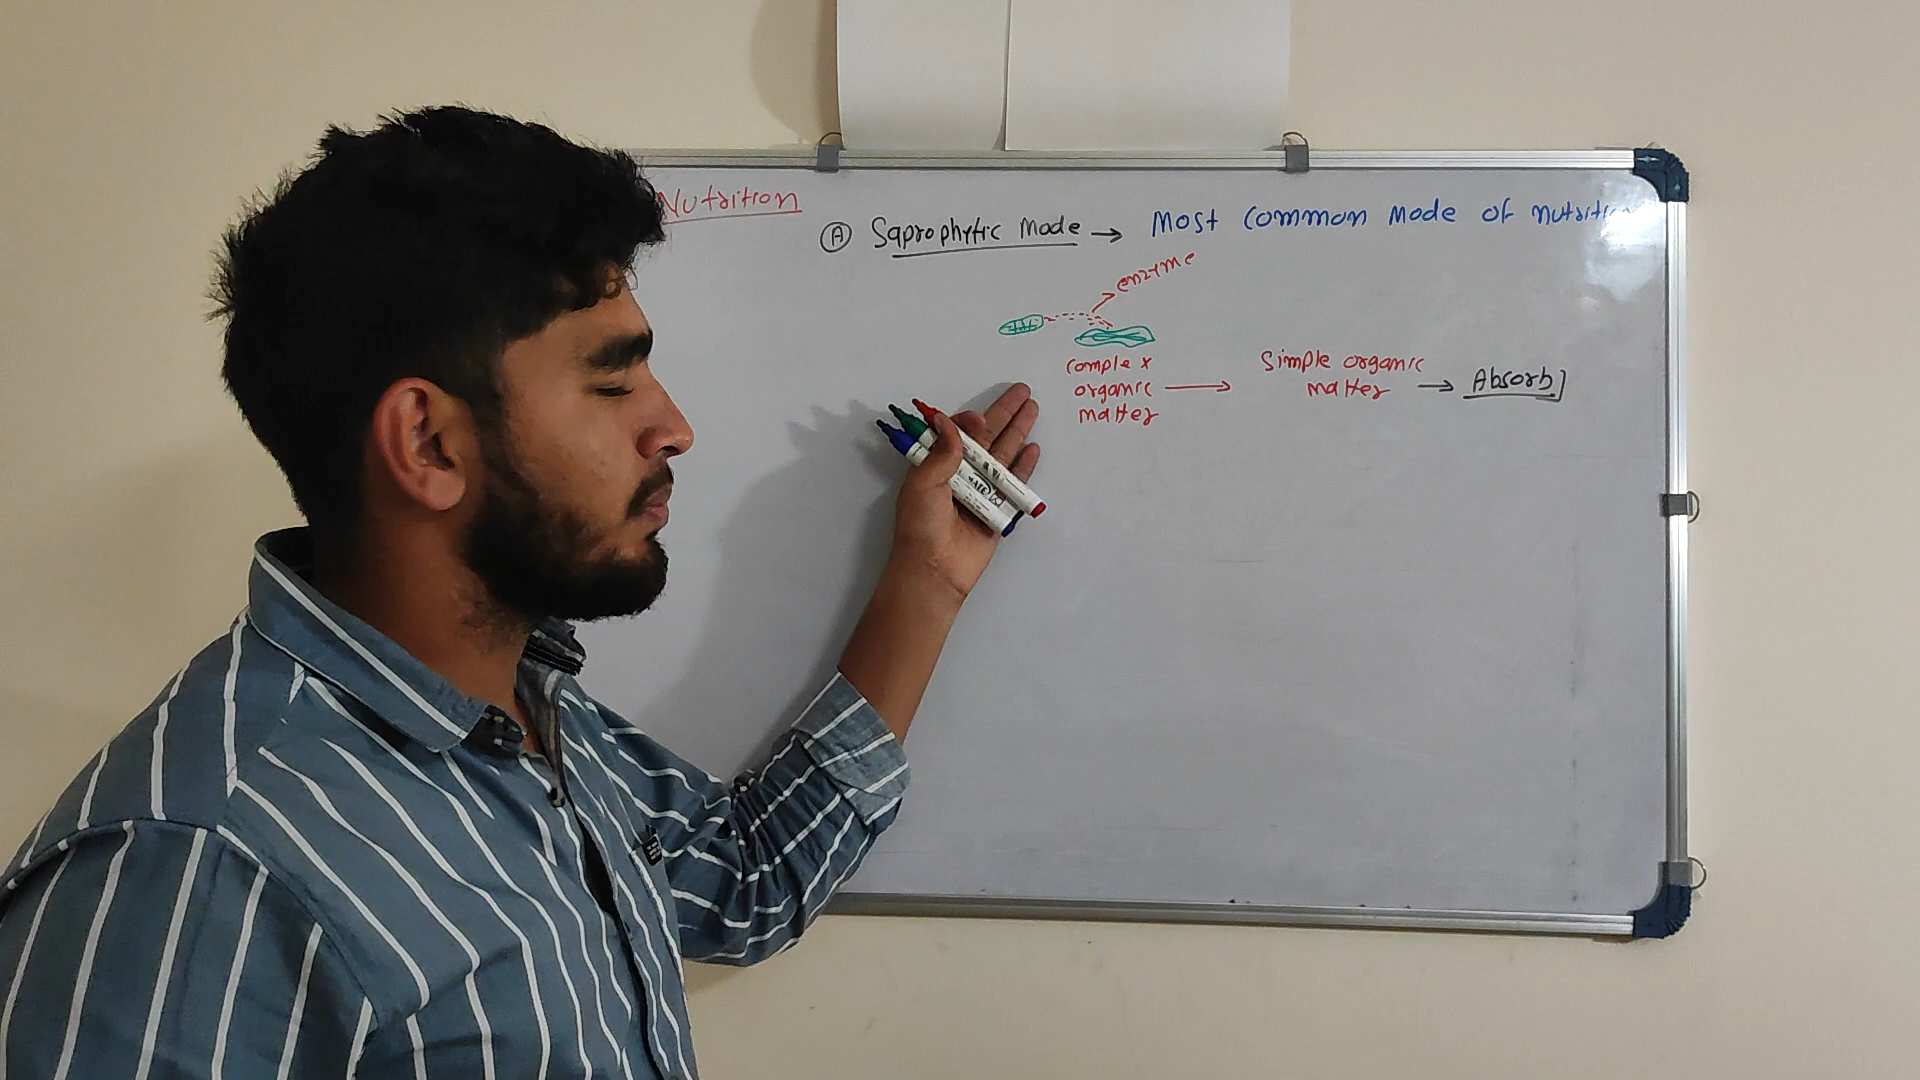 Nutrition
Ⓐ Saprophytic Mode → Most Common Mode of nutrition
enzyme
Complex organic matter → Simple organic matter → Absorb]